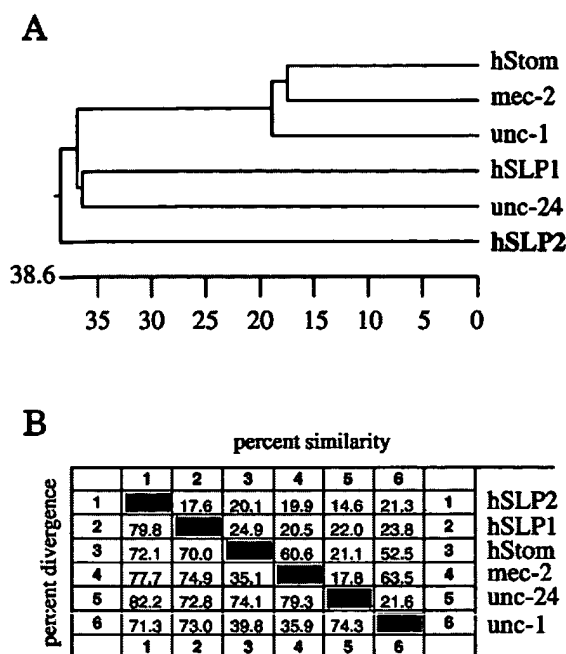 A
hStom
mec-2
unc-1
hSLP1
unc-24
hSLP2
38.6
35 30 25 20 15 10 5 0
B
percent similarity
percent divergence
1 2 3 4 5 6
1 17.6 20.1 19.9 14.6 21.3 1 hSLP2
2 79.8 24.9 20.5 22.0 23.8 2 hSLP1
3 72.1 70.0 60.6 21.1 52.5 3 hStom
4 77.7 74.9 35.1 17.8 63.5 4 mec-2
5 82.2 72.8 74.1 79.3 21.6 5 unc-24
6 71.3 73.0 39.8 35.9 74.3 6 unc-1
1 2 3 4 5 6